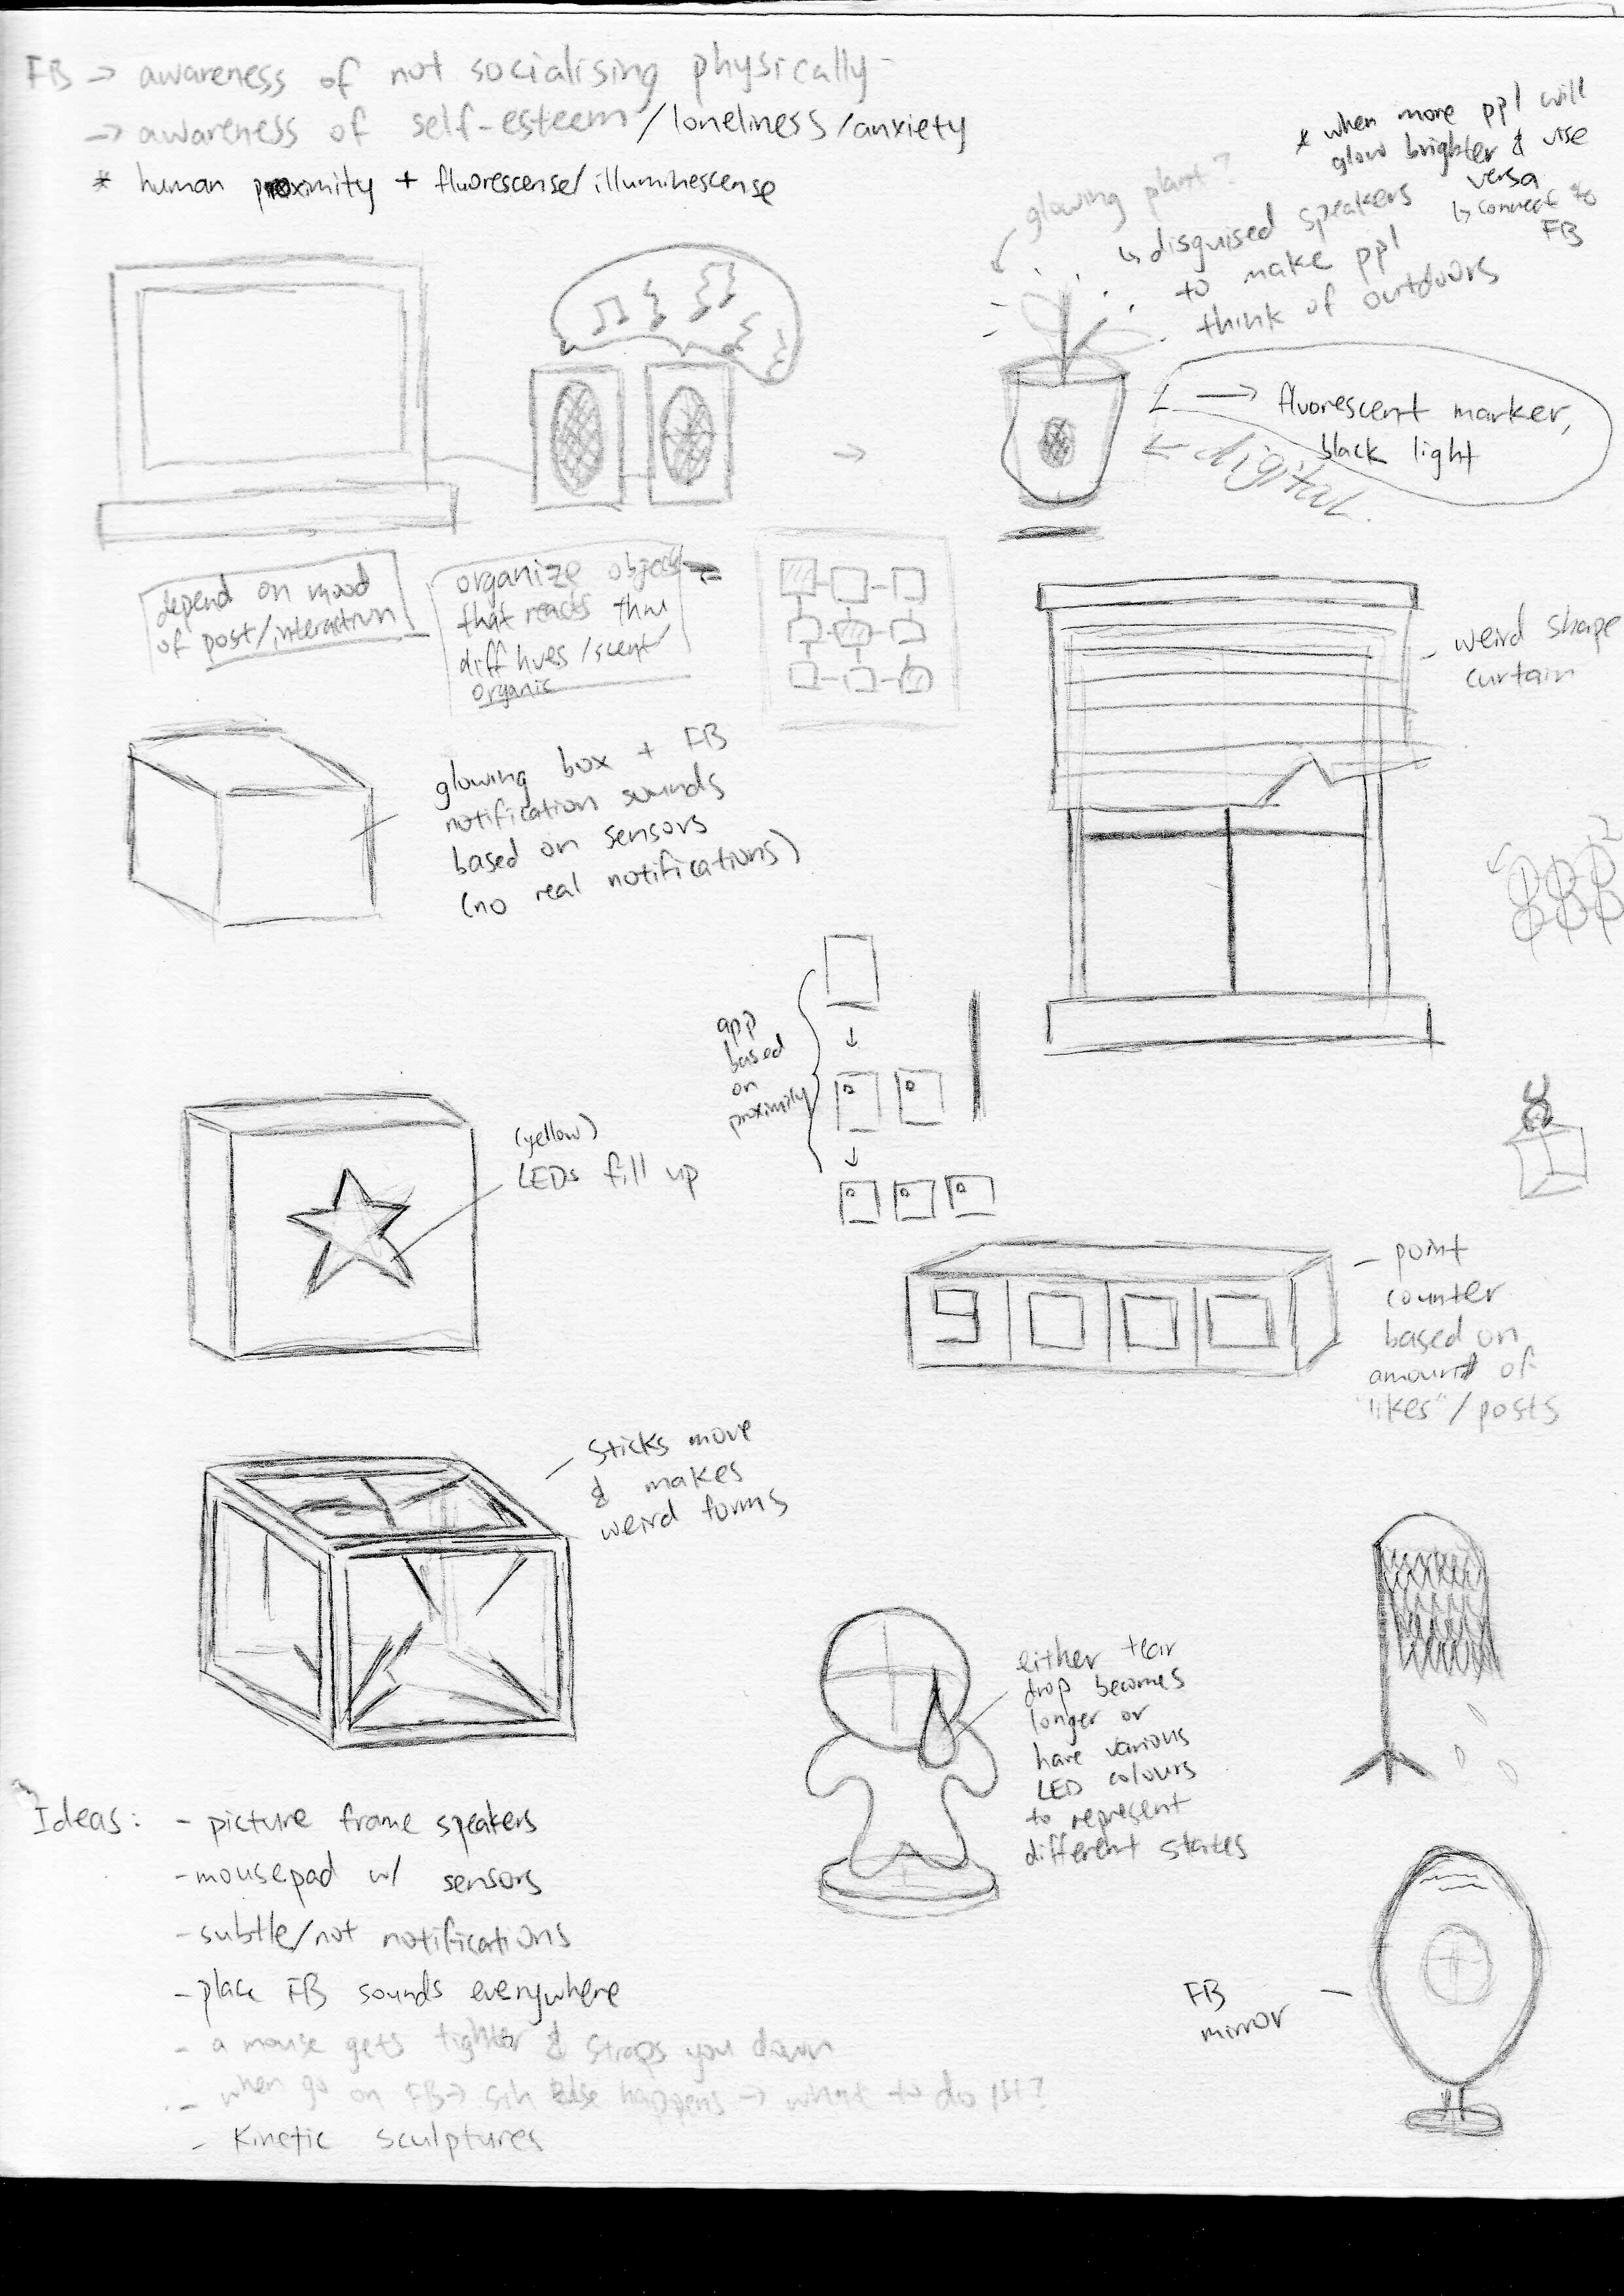 FB → awareness of not socialising physically
→ awareness of self-esteem/loneliness/anxiety
* human proximity + fluorescense/illuminescense
* when more ppl will
glow brighter & vise
versa
↳ connect to
FB
glowing plant?
↳ disguised speakers
to make ppl
think of outdoors
→ fluorescent marker,
black light
digital
depend on mood
of post/interaction
organize objects
that reacts thru
diff hues/scent/
organic
weird shape
curtain
glowing box + FB
notification sounds
based on sensors
(no real notifications)
app
based
on
proximity
(yellow)
LEDs fill up
9000
- point
counter
based on
amount of
"likes"/posts
sticks move
& makes
weird forms
either tear
drop becomes
longer or
have various
LED colours
to represent
different states
Ideas: - picture frame speakers
- mousepad w/ sensors
- subtle/not notifications
- place FB sounds everywhere
- a mouse gets tighter & straps you down
- when go on FB → sth else happens → what to do 1st?
- Kinetic sculptures
FB
mirror